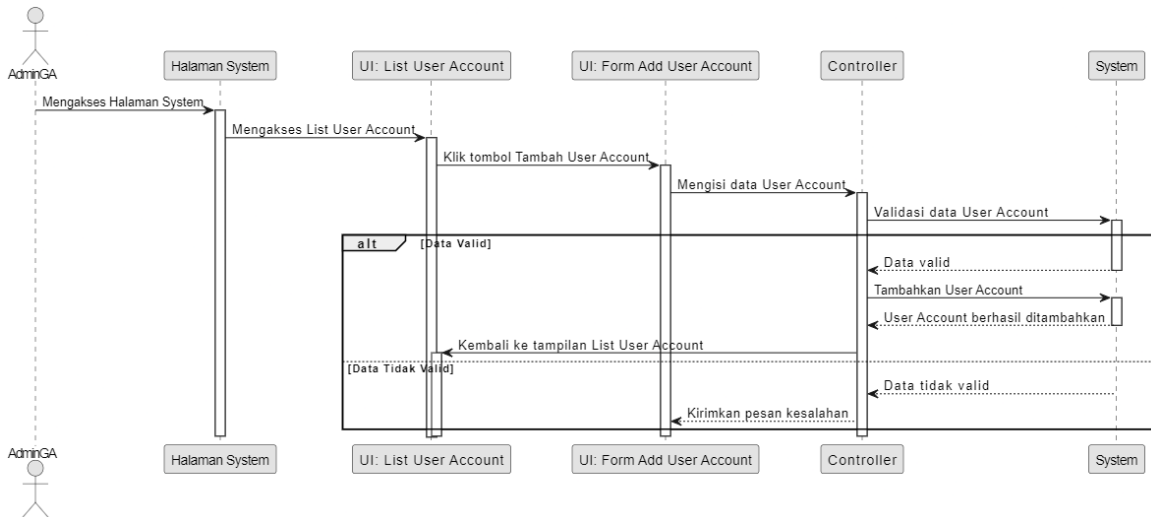 AdminGA
Halaman System
UI: List User Account
UI: Form Add User Account
Controller
System
Mengakses Halaman System
Mengakses List User Account
Klik tombol Tambah User Account
Mengisi data User Account
Validasi data User Account
alt
[Data Valid]
Data valid
Tambahkan User Account
User Account berhasil ditambahkan
Kembali ke tampilan List User Account
[Data Tidak Valid]
Data tidak valid
Kirimkan pesan kesalahan
AdminGA
Halaman System
UI: List User Account
UI: Form Add User Account
Controller
System